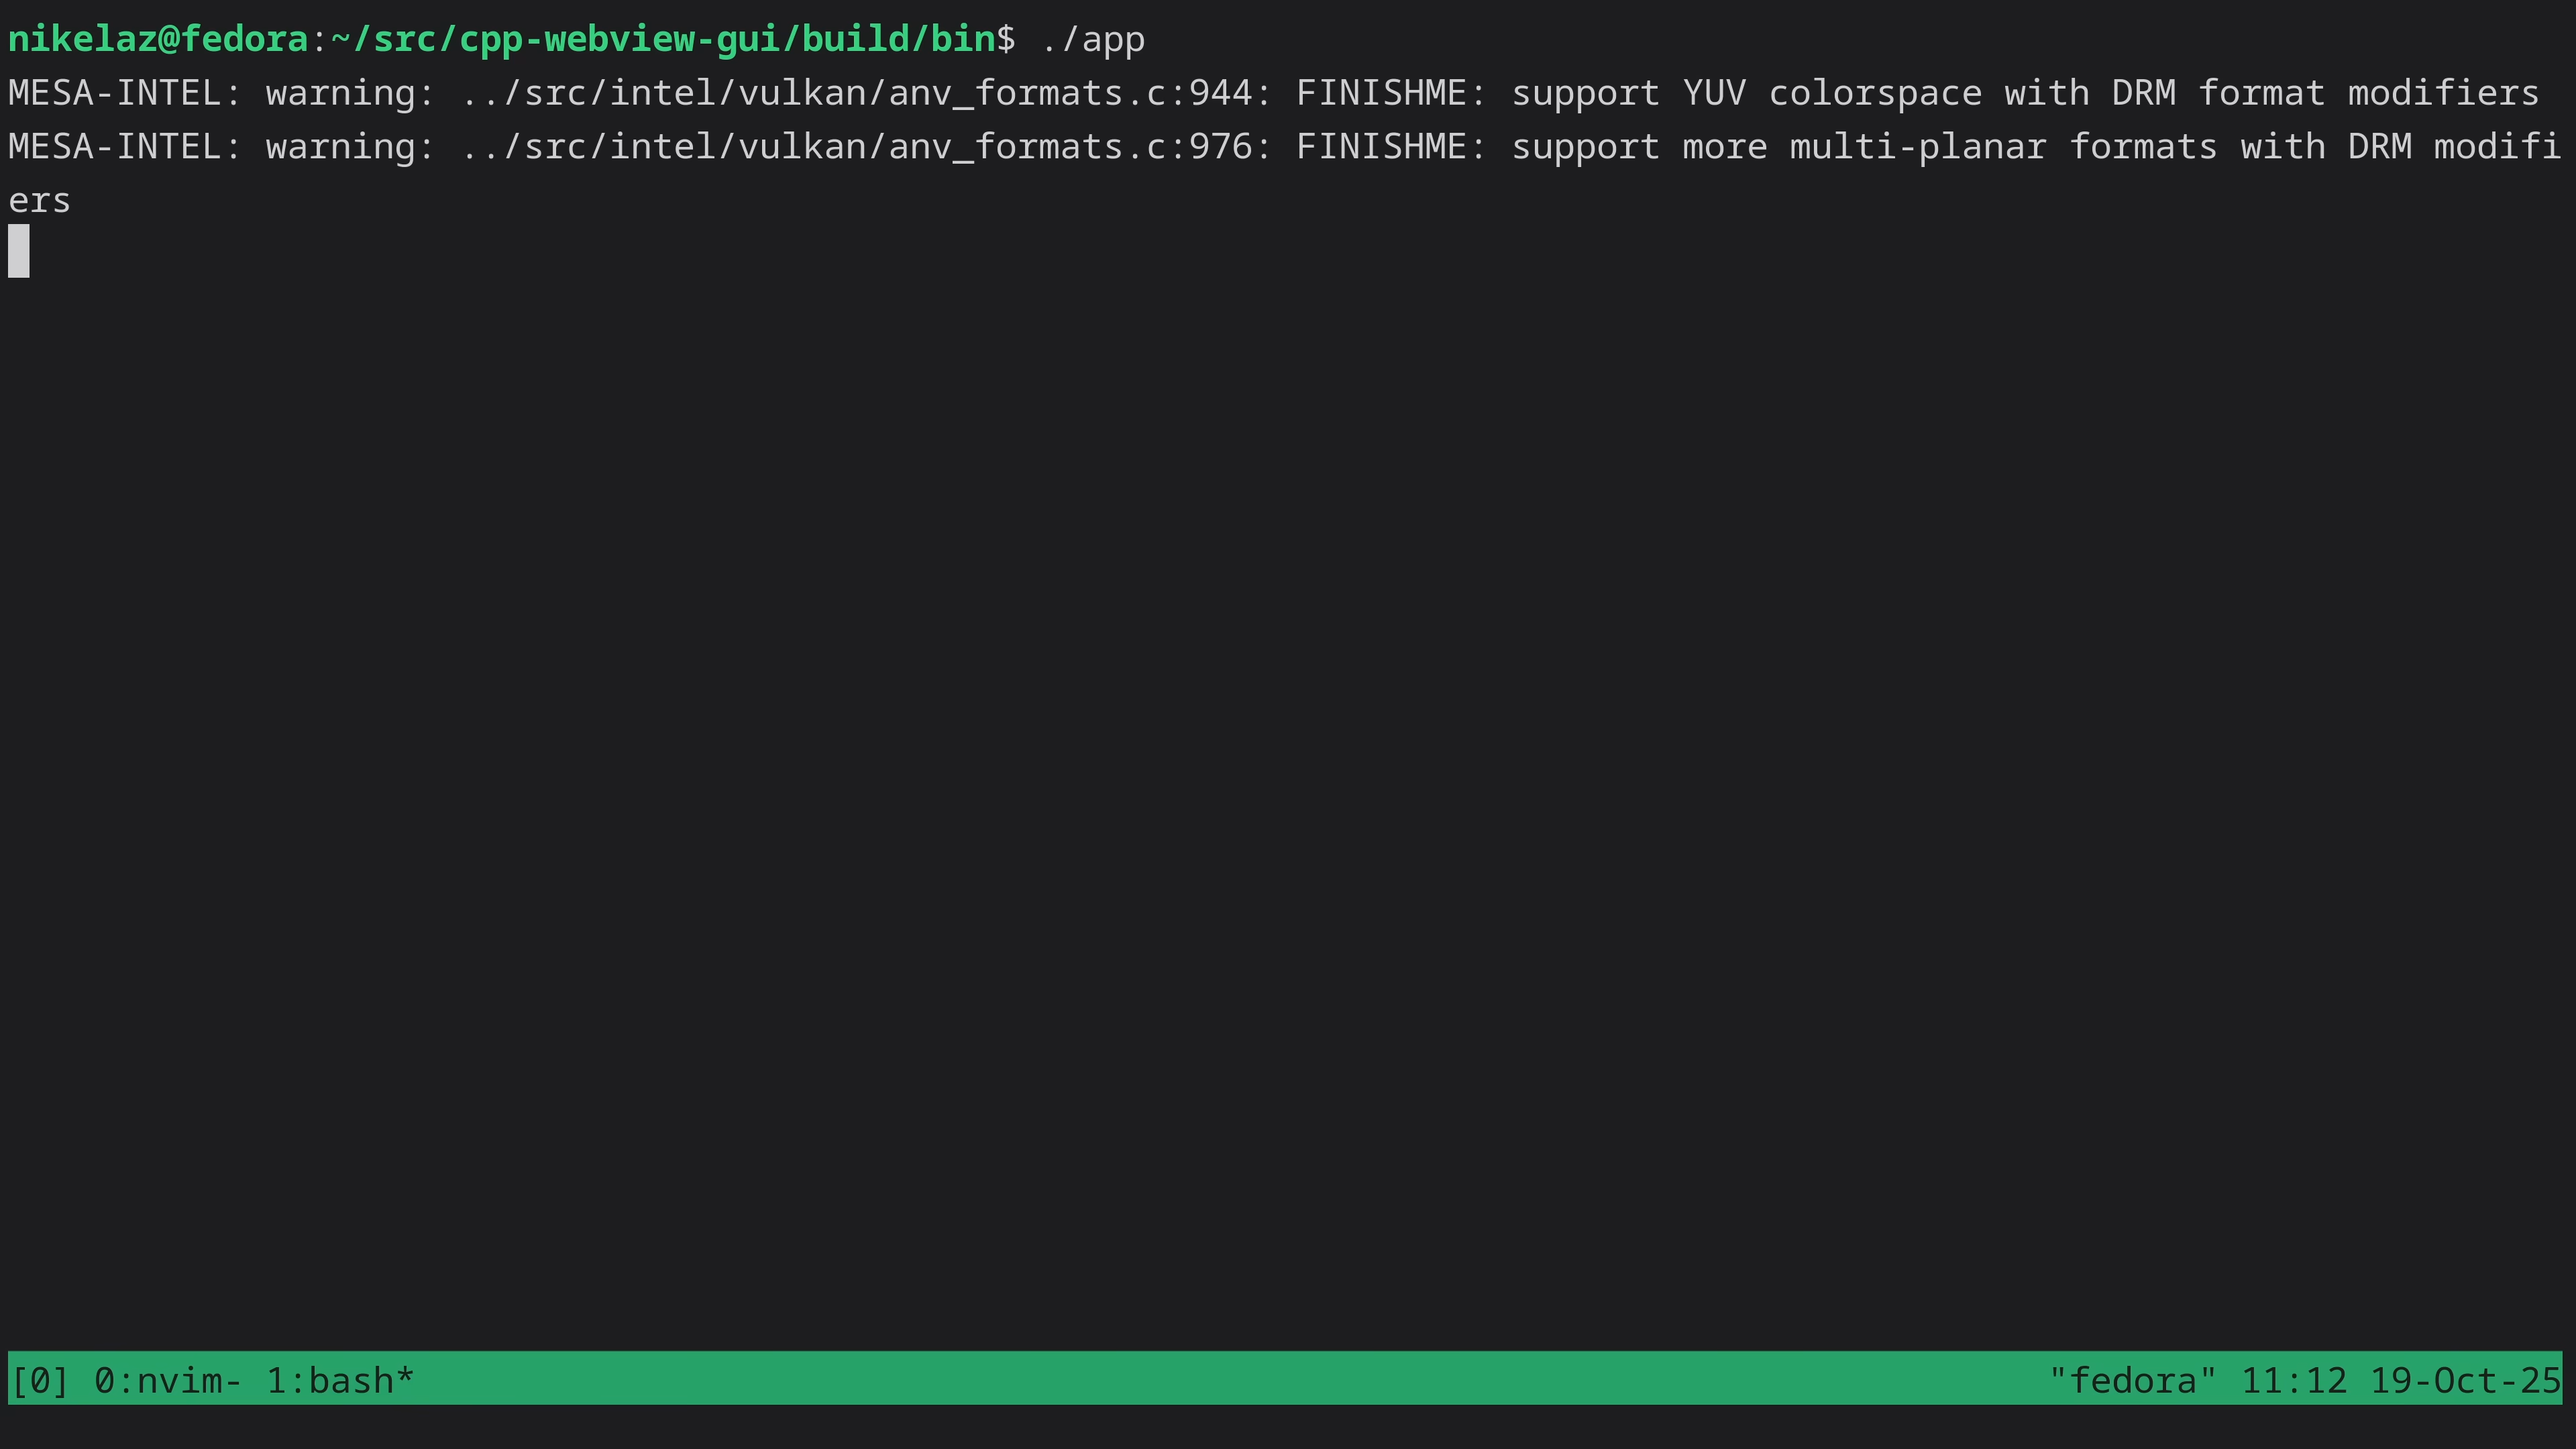 nikelaz@fedora:~/src/cpp-webview-gui/build/bin$ ./app
MESA-INTEL: warning: ../src/intel/vulkan/anv_formats.c:944: FINISHME: support YUV colorspace with DRM format modifiers
MESA-INTEL: warning: ../src/intel/vulkan/anv_formats.c:976: FINISHME: support more multi-planar formats with DRM modifi
ers
[0] 0:nvim- 1:bash* "fedora" 11:12 19-Oct-25